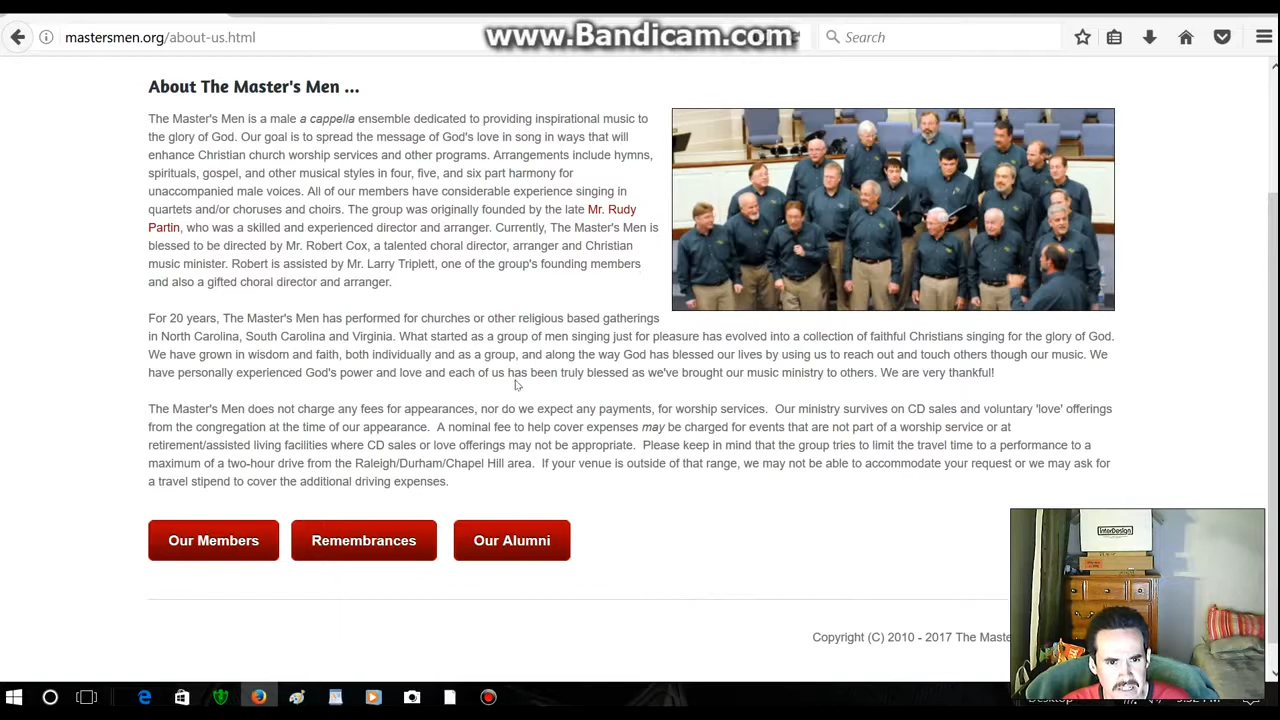 www.Bandicam.com
mastersmen.org/about-us.html
Search
About The Master's Men ...
The Master's Men is a male a cappella ensemble dedicated to providing inspirational music to
the glory of God. Our goal is to spread the message of God's love in song in ways that will
enhance Christian church worship services and other programs. Arrangements include hymns,
spirituals, gospel, and other musical styles in four, five, and six part harmony for
unaccompanied male voices. All of our members have considerable experience singing in
quartets and/or choruses and choirs. The group was originally founded by the late Mr. Rudy
Partin, who was a skilled and experienced director and arranger. Currently, The Master's Men is
blessed to be directed by Mr. Robert Cox, a talented choral director, arranger and Christian
music minister. Robert is assisted by Mr. Larry Triplett, one of the group's founding members
and also a gifted choral director and arranger.
For 20 years, The Master's Men has performed for churches or other religious based gatherings
in North Carolina, South Carolina and Virginia. What started as a group of men singing just for pleasure has evolved into a collection of faithful Christians singing for the glory of God.
We have grown in wisdom and faith, both individually and as a group, and along the way God has blessed our lives by using us to reach out and touch others though our music. We
have personally experienced God's power and love and each of us has been truly blessed as we've brought our music ministry to others. We are very thankful!
The Master's Men does not charge any fees for appearances, nor do we expect any payments, for worship services. Our ministry survives on CD sales and voluntary 'love' offerings
from the congregation at the time of our appearance. A nominal fee to help cover expenses may be charged for events that are not part of a worship service or at
retirement/assisted living facilities where CD sales or love offerings may not be appropriate. Please keep in mind that the group tries to limit the travel time to a performance to a
maximum of a two-hour drive from the Raleigh/Durham/Chapel Hill area. If your venue is outside of that range, we may not be able to accommodate your request or we may ask for
a travel stipend to cover the additional driving expenses.
Our Members
Remembrances
Our Alumni
InterDesign
Copyright (C) 2010 - 2017 The Maste
Desktop